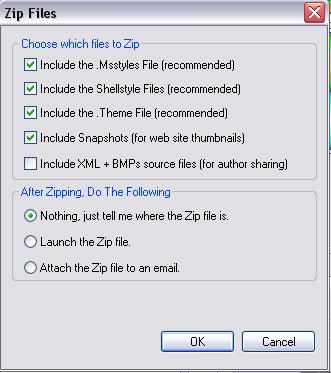 Zip Files
Choose which files to Zip
Include the .Msstyles File (recommended)
Include the Shellstyle Files (recommended)
Include the .Theme File (recommended)
Include Snapshots (for web site thumbnails)
Include XML + BMPs source files (for author sharing)
After Zipping, Do The Following
Nothing, just tell me where the Zip file is.
Launch the Zip file.
Attach the Zip file to an email.
OK
Cancel